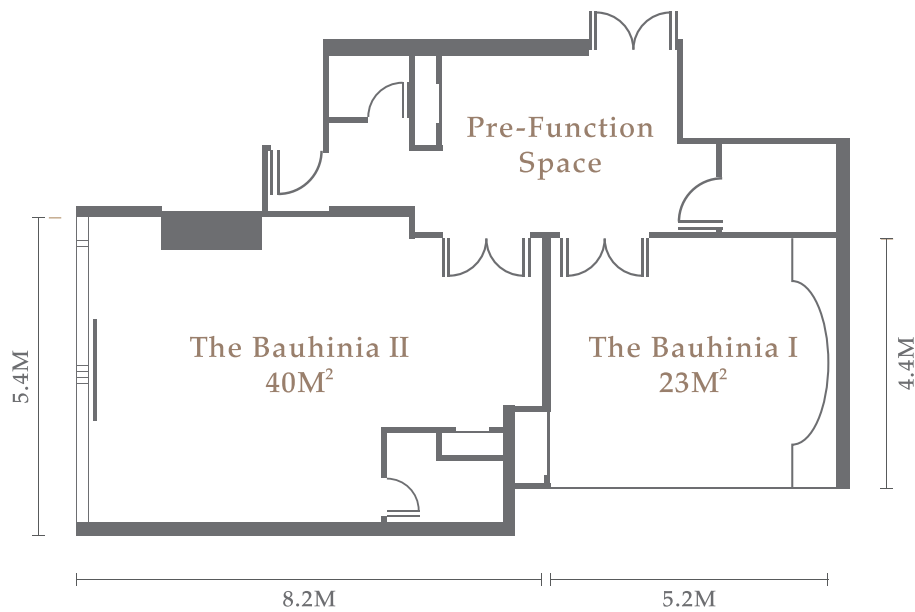 Pre-Function
Space
The Bauhinia II
40M²
The Bauhinia I
23M²
5.4M
4.4M
8.2M
5.2M